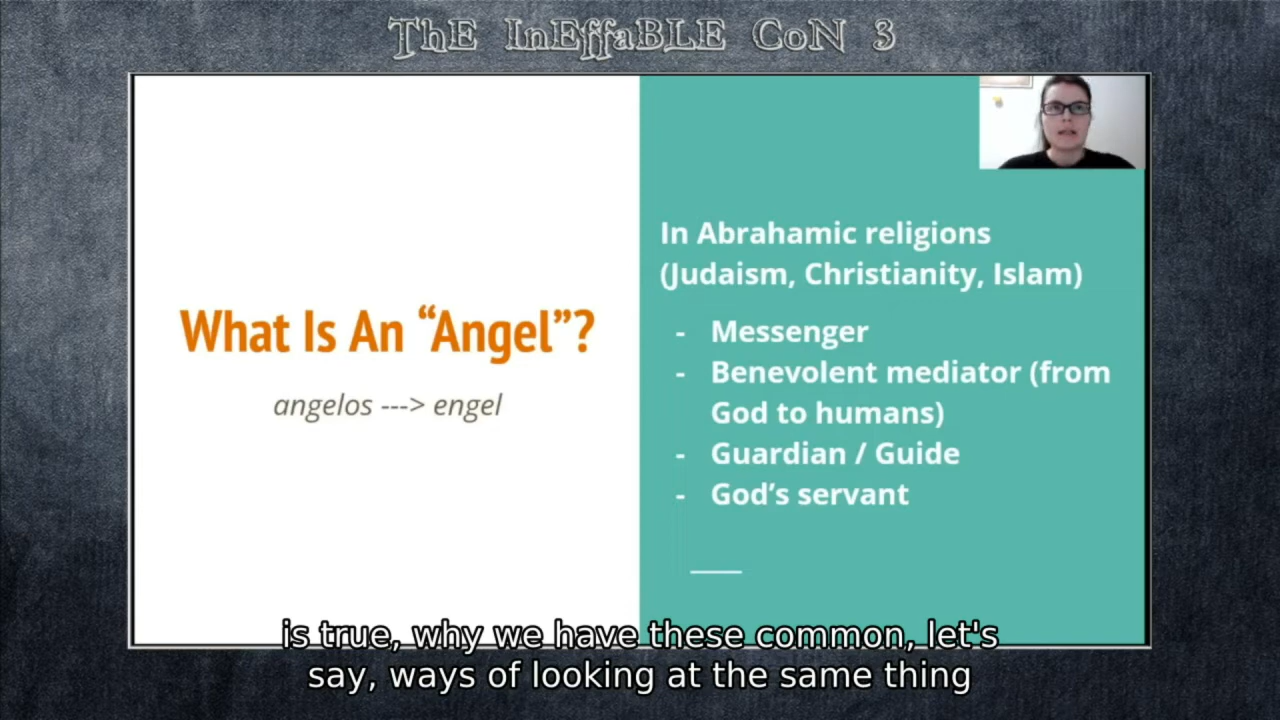 ThE InEffaBLE CoN 3
What Is An “Angel”?
angelos ---> engel
In Abrahamic religions
(Judaism, Christianity, Islam)
- Messenger
- Benevolent mediator (from
God to humans)
- Guardian / Guide
- God’s servant
is true, why we have these common, let's
say, ways of looking at the same thing